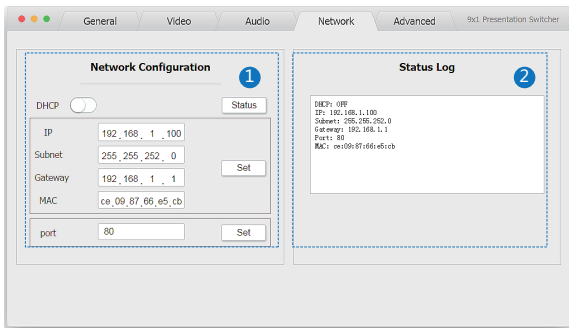 General Video Audio Network Advanced 9x1 Presentation Switcher
Network Configuration
1
DHCP Status
IP 192 . 168 . 1 . 100
Subnet 255 . 255 . 252 . 0
Gateway 192 . 168 . 1 . 1
Set
MAC ce . 09 . 87 . 66 . e5 . cb
port 80 Set
Status Log
2
DHCP: OFF
IP: 192.168.1.100
Subnet: 255.255.252.0
Gateway: 192.168.1.1
Port: 80
MAC: ce:09:87:66:e5:cb